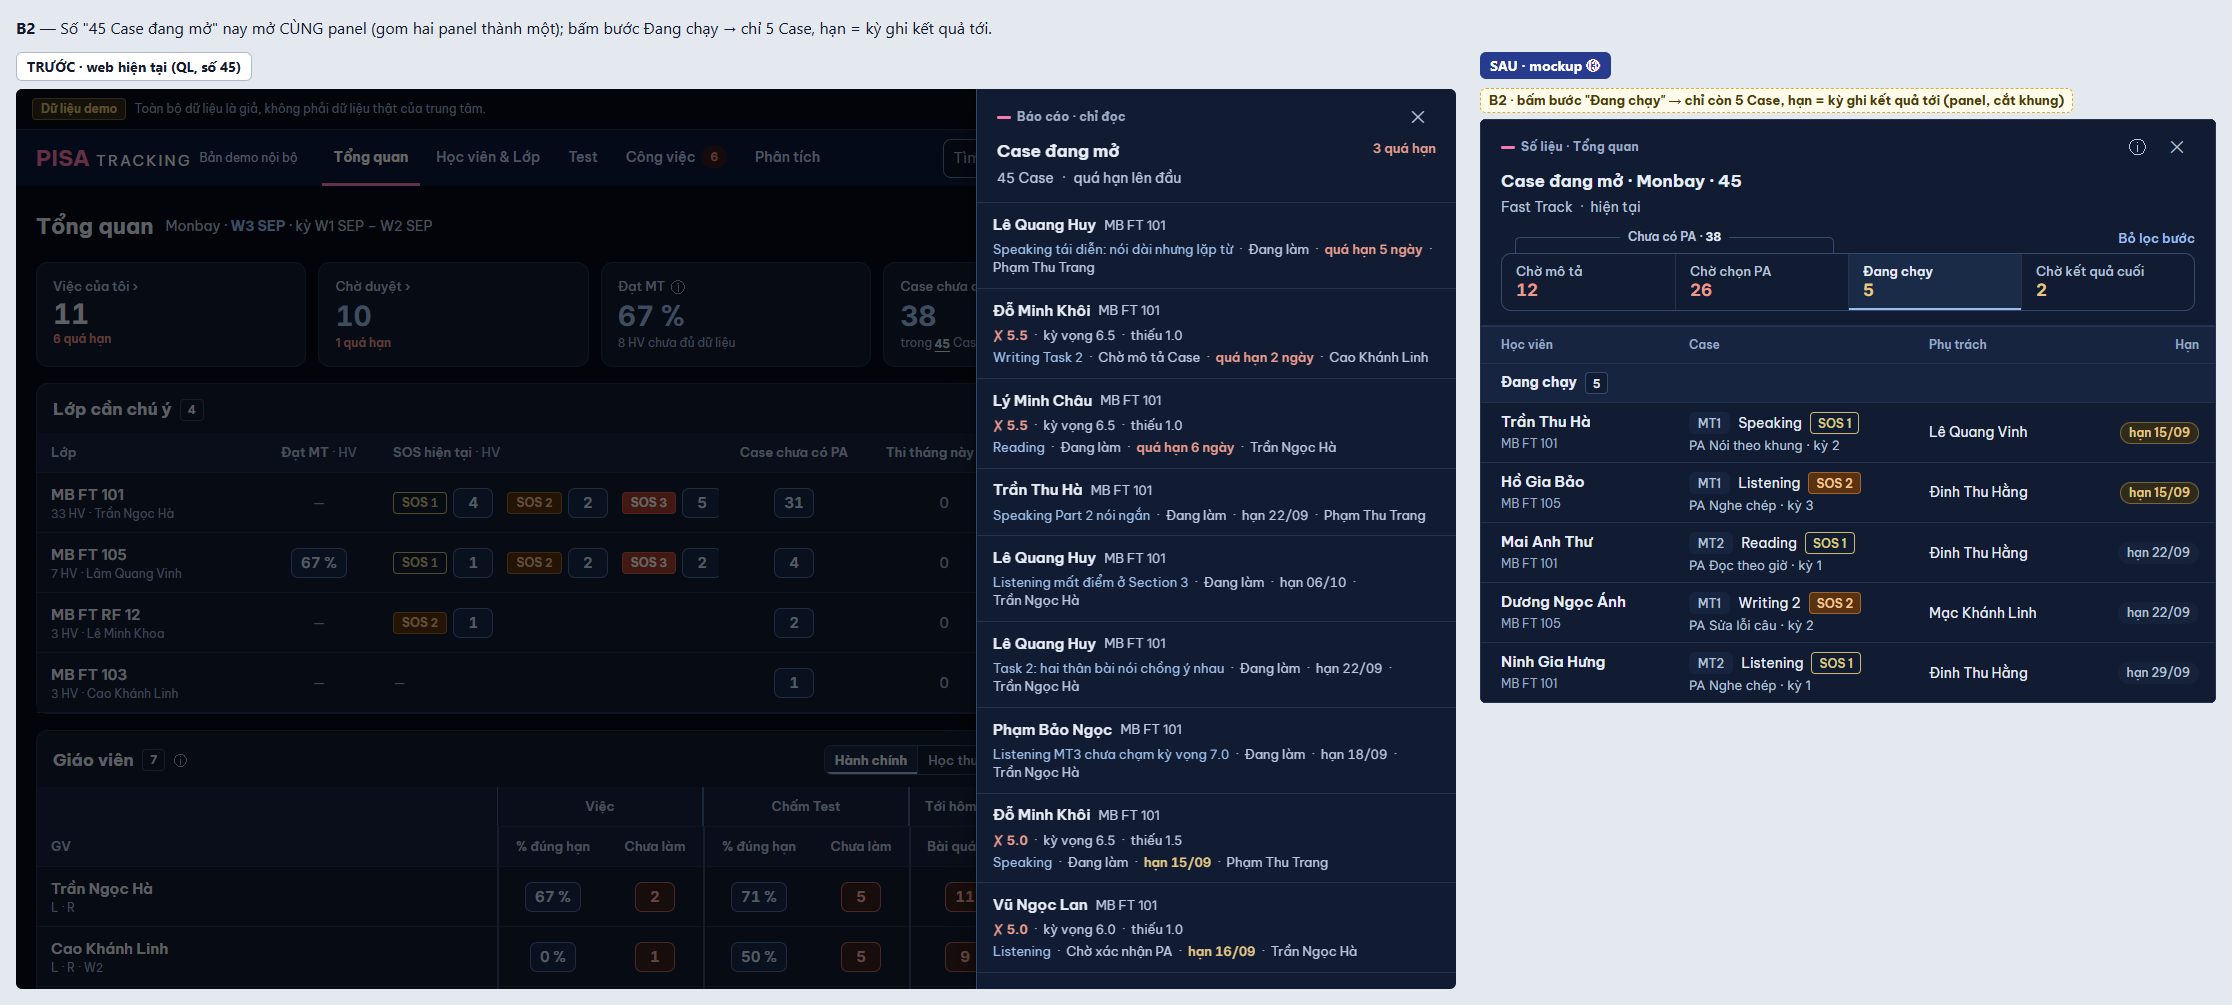 B2 — Số "45 Case đang mở" nay mở CÙNG panel (gom hai panel thành một); bấm bước Đang chạy → chỉ 5 Case, hạn = kỳ ghi kết quả tới.
TRƯỚC · web hiện tại (QL, số 45)
Dữ liệu demo Toàn bộ dữ liệu là giả, không phải dữ liệu thật của trung tâm.
PISA TRACKING Bản demo nội bộ Tổng quan Học viên & Lớp Test Công việc 6 Phân tích Tìn
Tổng quan Monbay · W3 SEP · kỳ W1 SEP – W2 SEP
Việc của tôi › Chờ duyệt › Đạt MT ⓘ Case chưa c
11 10 67 % 38
6 quá hạn 1 quá hạn 8 HV chưa đủ dữ liệu trong 45 Cas
Lớp cần chú ý 4
Lớp Đạt MT · HV SOS hiện tại · HV Case chưa có PA Thi tháng này
MB FT 101 — SOS 1 4 SOS 2 2 SOS 3 5 31 0
33 HV · Trần Ngọc Hà
MB FT 105 67 % SOS 1 1 SOS 2 2 SOS 3 2 4 0
7 HV · Lâm Quang Vinh
MB FT RF 12 — SOS 2 1 2 0
3 HV · Lê Minh Khoa
MB FT 103 — — 1 0
3 HV · Cao Khánh Linh
Giáo viên 7 ⓘ Hành chính Học thu
Việc Chấm Test Tới hôm
GV % đúng hạn Chưa làm % đúng hạn Chưa làm Bài quá
Trần Ngọc Hà 67 % 2 71 % 5 11
L · R
Cao Khánh Linh 0 % 1 50 % 5 9
L · R · W2
Báo cáo · chỉ đọc
Case đang mở 3 quá hạn
45 Case · quá hạn lên đầu
Lê Quang Huy MB FT 101
Speaking tái diễn: nói dài nhưng lặp từ · Đang làm · quá hạn 5 ngày ·
Phạm Thu Trang
Đỗ Minh Khôi MB FT 101
✗ 5.5 · kỳ vọng 6.5 · thiếu 1.0
Writing Task 2 · Chờ mô tả Case · quá hạn 2 ngày · Cao Khánh Linh
Lý Minh Châu MB FT 101
✗ 5.5 · kỳ vọng 6.5 · thiếu 1.0
Reading · Đang làm · quá hạn 6 ngày · Trần Ngọc Hà
Trần Thu Hà MB FT 101
Speaking Part 2 nói ngắn · Đang làm · hạn 22/09 · Phạm Thu Trang
Lê Quang Huy MB FT 101
Listening mất điểm ở Section 3 · Đang làm · hạn 06/10 ·
Trần Ngọc Hà
Lê Quang Huy MB FT 101
Task 2: hai thân bài nói chồng ý nhau · Đang làm · hạn 22/09 ·
Trần Ngọc Hà
Phạm Bảo Ngọc MB FT 101
Listening MT3 chưa chạm kỳ vọng 7.0 · Đang làm · hạn 18/09 ·
Trần Ngọc Hà
Đỗ Minh Khôi MB FT 101
✗ 5.0 · kỳ vọng 6.5 · thiếu 1.5
Speaking · Đang làm · hạn 15/09 · Phạm Thu Trang
Vũ Ngọc Lan MB FT 101
✗ 5.0 · kỳ vọng 6.0 · thiếu 1.0
Listening · Chờ xác nhận PA · hạn 16/09 · Trần Ngọc Hà
SAU · mockup
B2 · bấm bước "Đang chạy" → chỉ còn 5 Case, hạn = kỳ ghi kết quả tới (panel, cắt khung)
Số liệu · Tổng quan ⓘ
Case đang mở · Monbay · 45
Fast Track · hiện tại
Chưa có PA · 38 Bỏ lọc bước
Chờ mô tả Chờ chọn PA Đang chạy Chờ kết quả cuối
12 26 5 2
Học viên Case Phụ trách Hạn
Đang chạy 5
Trần Thu Hà MT1 Speaking SOS 1 Lê Quang Vinh hạn 15/09
MB FT 101 PA Nói theo khung · kỳ 2
Hồ Gia Bảo MT1 Listening SOS 2 Đinh Thu Hằng hạn 15/09
MB FT 105 PA Nghe chép · kỳ 3
Mai Anh Thư MT2 Reading SOS 1 Đinh Thu Hằng hạn 22/09
MB FT 101 PA Đọc theo giờ · kỳ 1
Dương Ngọc Ánh MT1 Writing 2 SOS 2 Mạc Khánh Linh hạn 22/09
MB FT 105 PA Sửa lỗi câu · kỳ 2
Ninh Gia Hưng MT2 Listening SOS 1 Đinh Thu Hằng hạn 29/09
MB FT 101 PA Nghe chép · kỳ 1